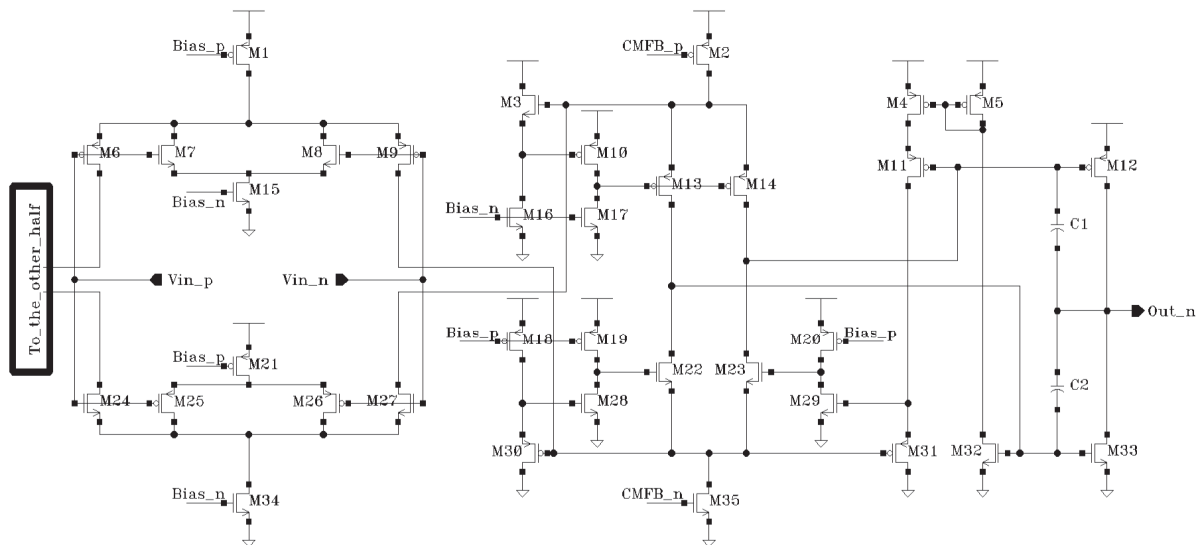 Bias_p
M1
CMFB_p
M2
M3
M4
M5
M6
M7
M8
M9
M10
M11
M12
M13
M14
M15
Bias_n
Bias_n
M16
M17
C1
To_the_other_half
Vin_p
Vin_n
Out_n
Bias_p
M18
M19
M20
Bias_p
Bias_p
M21
M22
M23
C2
M24
M25
M26
M27
M28
M29
M30
M31
M32
M33
Bias_n
M34
CMFB_n
M35